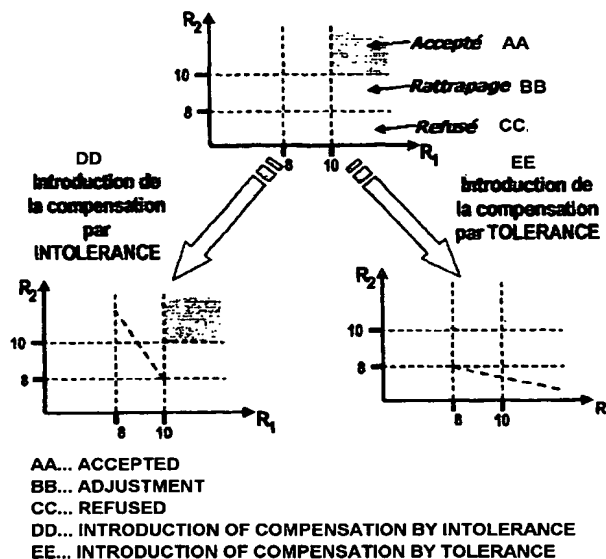 R2
Accepté AA
10
Rattrapage BB
8
Refusé CC.
8 10 R1
DD
Introduction de
la compensation
par
INTOLERANCE
EE
Introduction de
la compensation
par TOLERANCE
R2
10
8
8 10 R1
R2
10
8
8 10 R
AA... ACCEPTED
BB... ADJUSTMENT
CC... REFUSED
DD... INTRODUCTION OF COMPENSATION BY INTOLERANCE
EE... INTRODUCTION OF COMPENSATION BY TOLERANCE